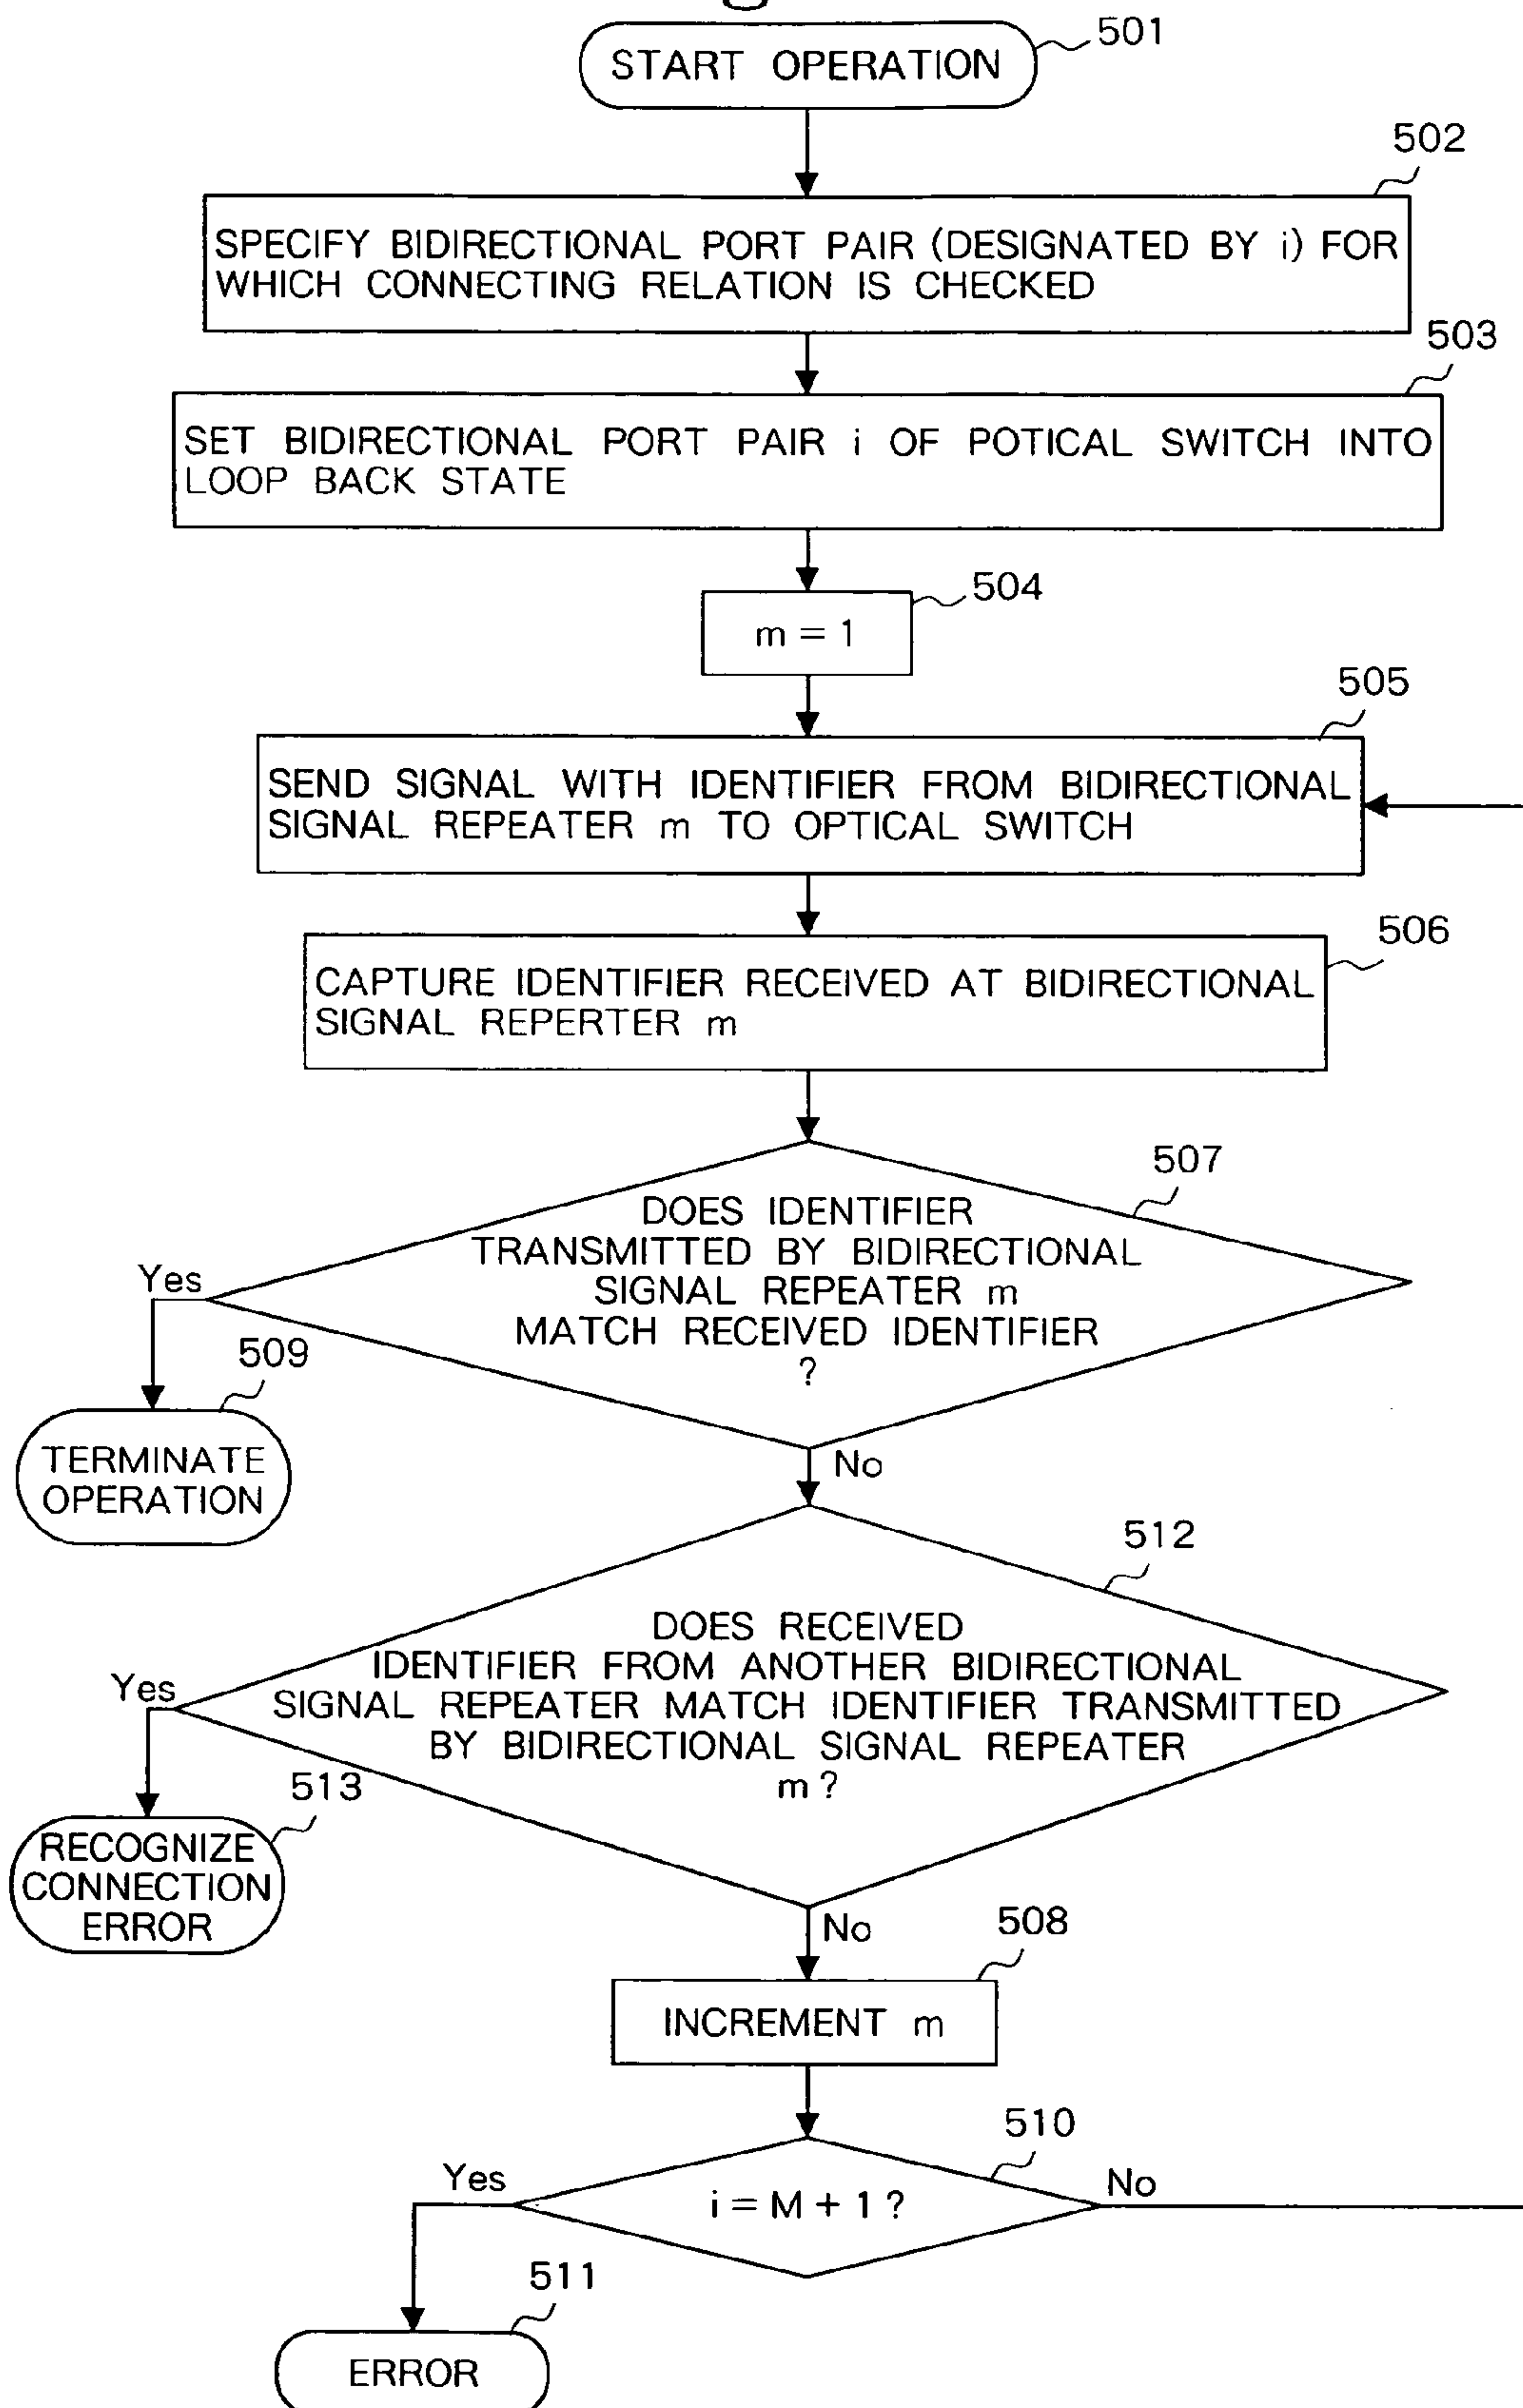 START OPERATION
501
502
SPECIFY BIDIRECTIONAL PORT PAIR (DESIGNATED BY i) FOR
WHICH CONNECTING RELATION IS CHECKED
503
SET BIDIRECTIONAL PORT PAIR i OF POTICAL SWITCH INTO
LOOP BACK STATE
504
m = 1
505
SEND SIGNAL WITH IDENTIFIER FROM BIDIRECTIONAL
SIGNAL REPEATER m TO OPTICAL SWITCH
506
CAPTURE IDENTIFIER RECEIVED AT BIDIRECTIONAL
SIGNAL REPERTER m
507
DOES IDENTIFIER
TRANSMITTED BY BIDIRECTIONAL
SIGNAL REPEATER m
MATCH RECEIVED IDENTIFIER
?
Yes
509
TERMINATE
OPERATION
No
512
DOES RECEIVED
IDENTIFIER FROM ANOTHER BIDIRECTIONAL
SIGNAL REPEATER MATCH IDENTIFIER TRANSMITTED
BY BIDIRECTIONAL SIGNAL REPEATER
m ?
Yes
513
RECOGNIZE
CONNECTION
ERROR
No
508
INCREMENT m
510
i = M + 1 ?
Yes
No
511
ERROR